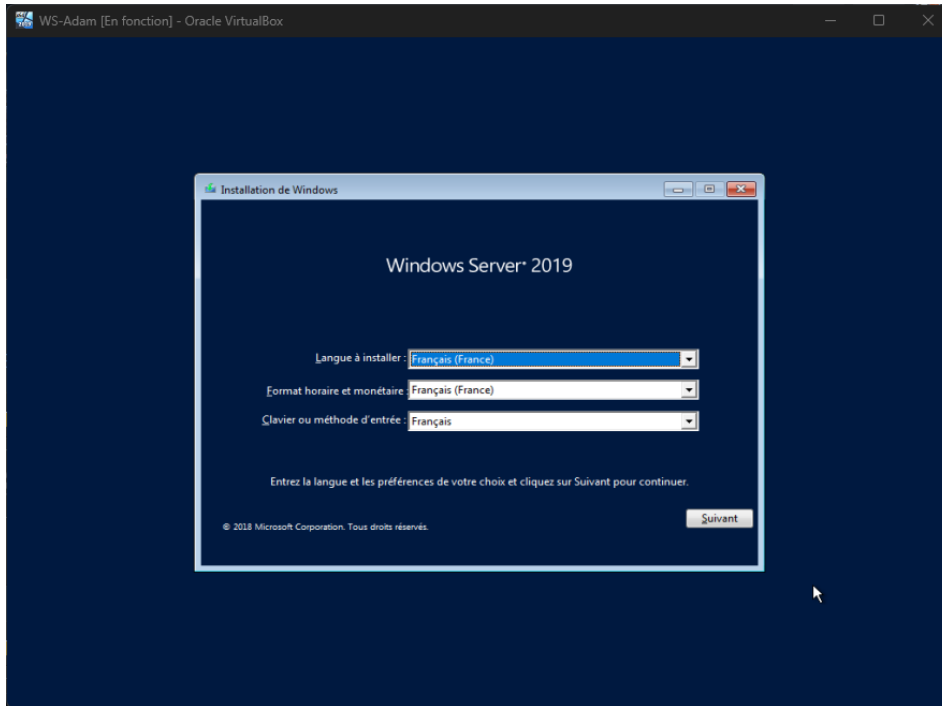 WS-Adam [En fonction] - Oracle VirtualBox
Installation de Windows
Windows Server 2019
Langue à installer : Français (France)
Format horaire et monétaire : Français (France)
Clavier ou méthode d'entrée : Français
Entrez la langue et les préférences de votre choix et cliquez sur Suivant pour continuer.
Suivant
© 2018 Microsoft Corporation. Tous droits réservés.